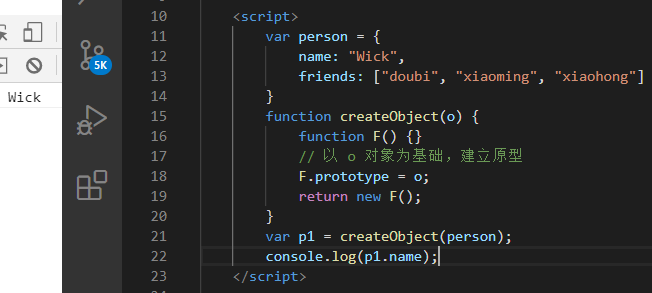 5K
Wick
10 <script>
11 var person = {
12 name: "Wick",
13 friends: ["doubi", "xiaoming", "xiaohong"]
14 }
15 function createObject(o) {
16 function F() {}
17 // 以 o 对象为基础，建立原型
18 F.prototype = o;
19 return new F();
20 }
21 var p1 = createObject(person);
22 console.log(p1.name);
23 </script>